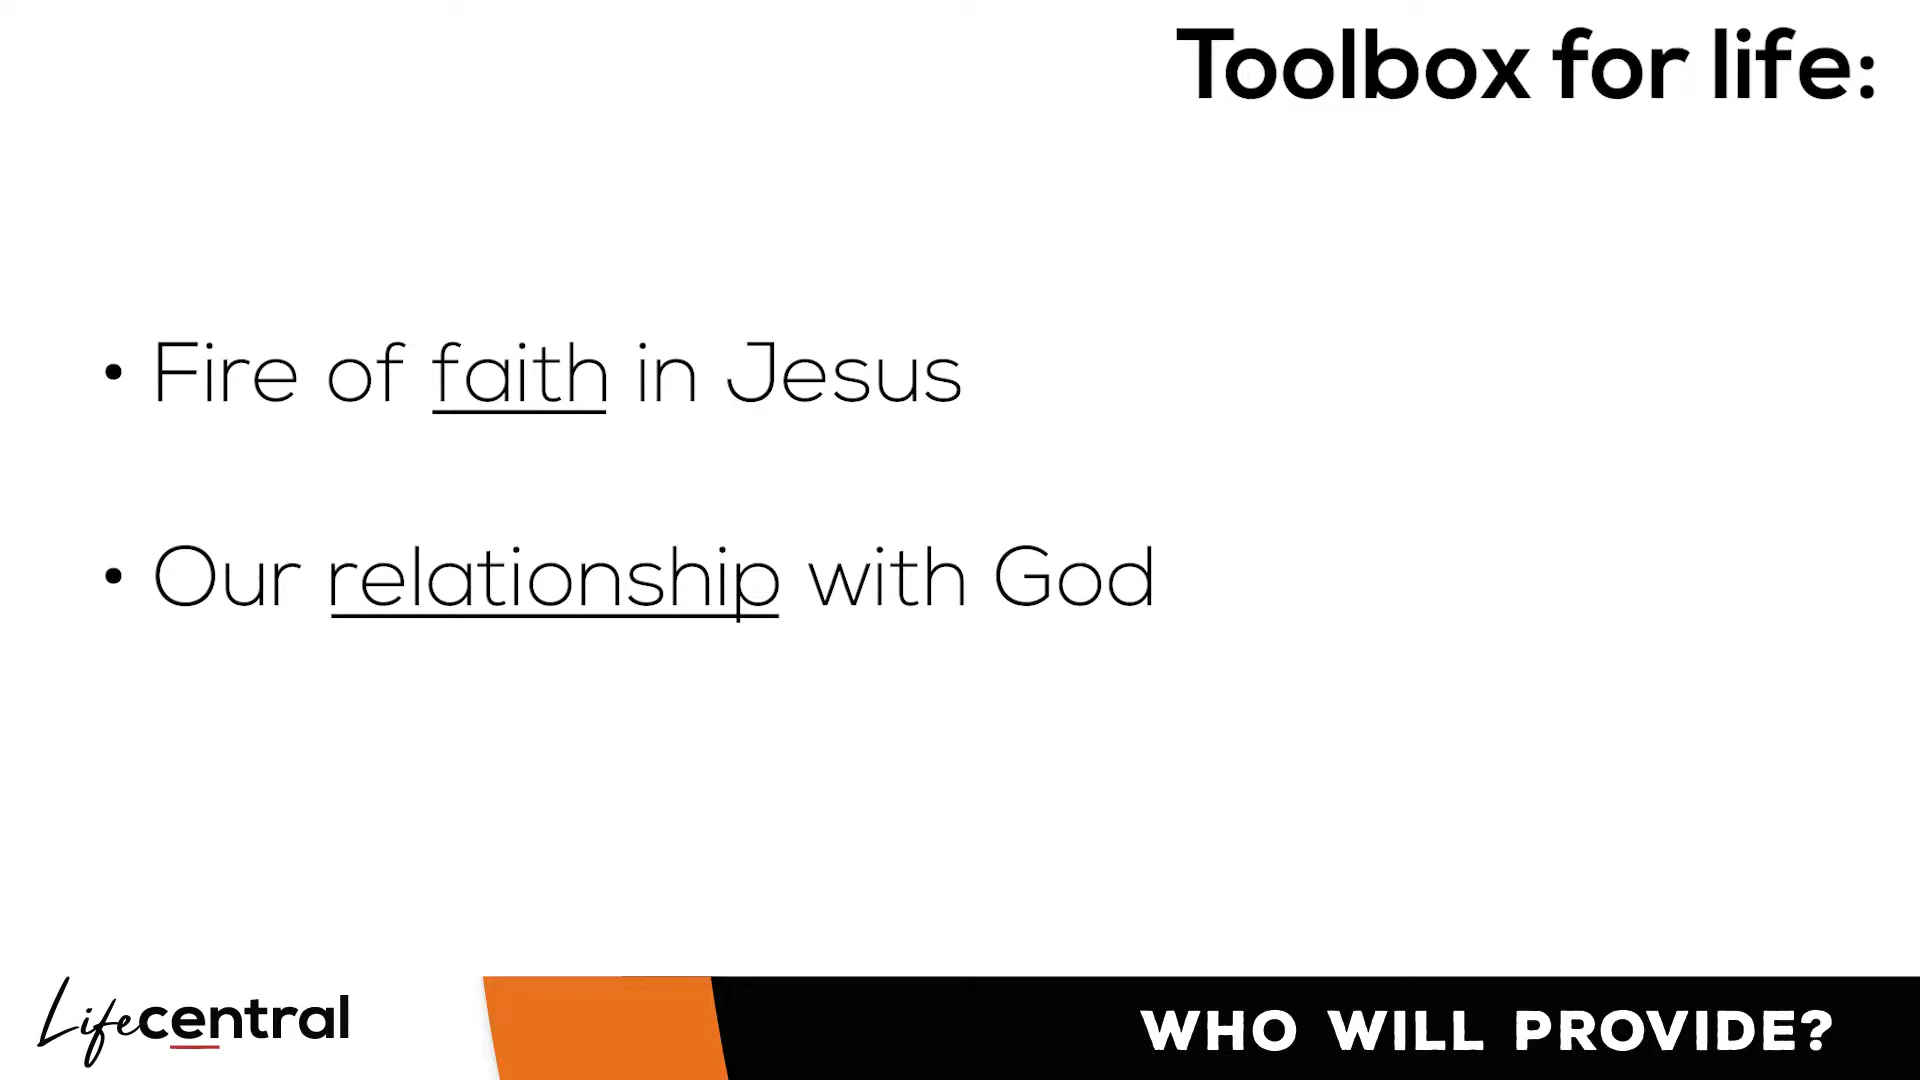 Toolbox for life:
• Fire of faith in Jesus
• Our relationship with God
Lifecentral
WHO WILL PROVIDE?